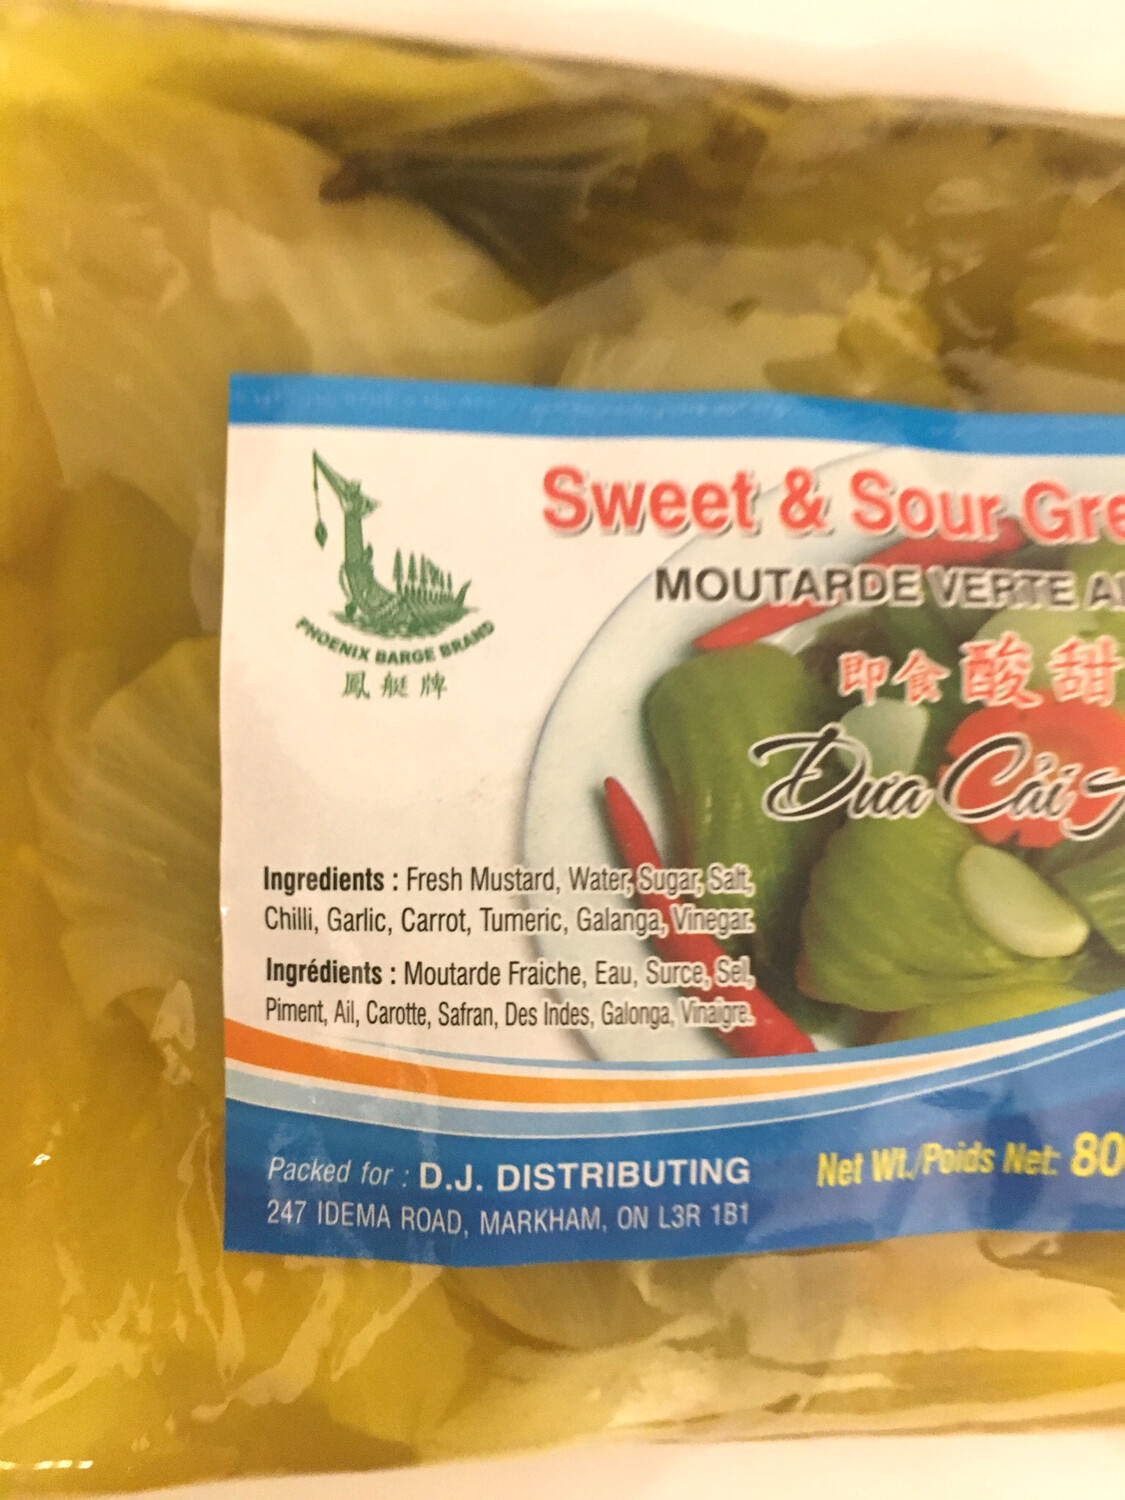 Sweet & Sour Gre
MOUTARDE VERTE
即食酸甜
Dưa Cải
PHOENIX BARGE BRAND
鳳艇牌
Ingredients : Fresh Mustard, Water, Sugar, Salt,
Chilli, Garlic, Carrot, Tumeric, Galanga, Vinegar.
Ingrédients : Moutarde Fraiche, Eau, Surce, Sel,
Piment, Ail, Carotte, Safran, Des Indes, Galonga, Vinaigre.
Packed for : D.J. DISTRIBUTING
247 IDEMA ROAD, MARKHAM, ON L3R 1B1
Net Wt./Poids Net: 80